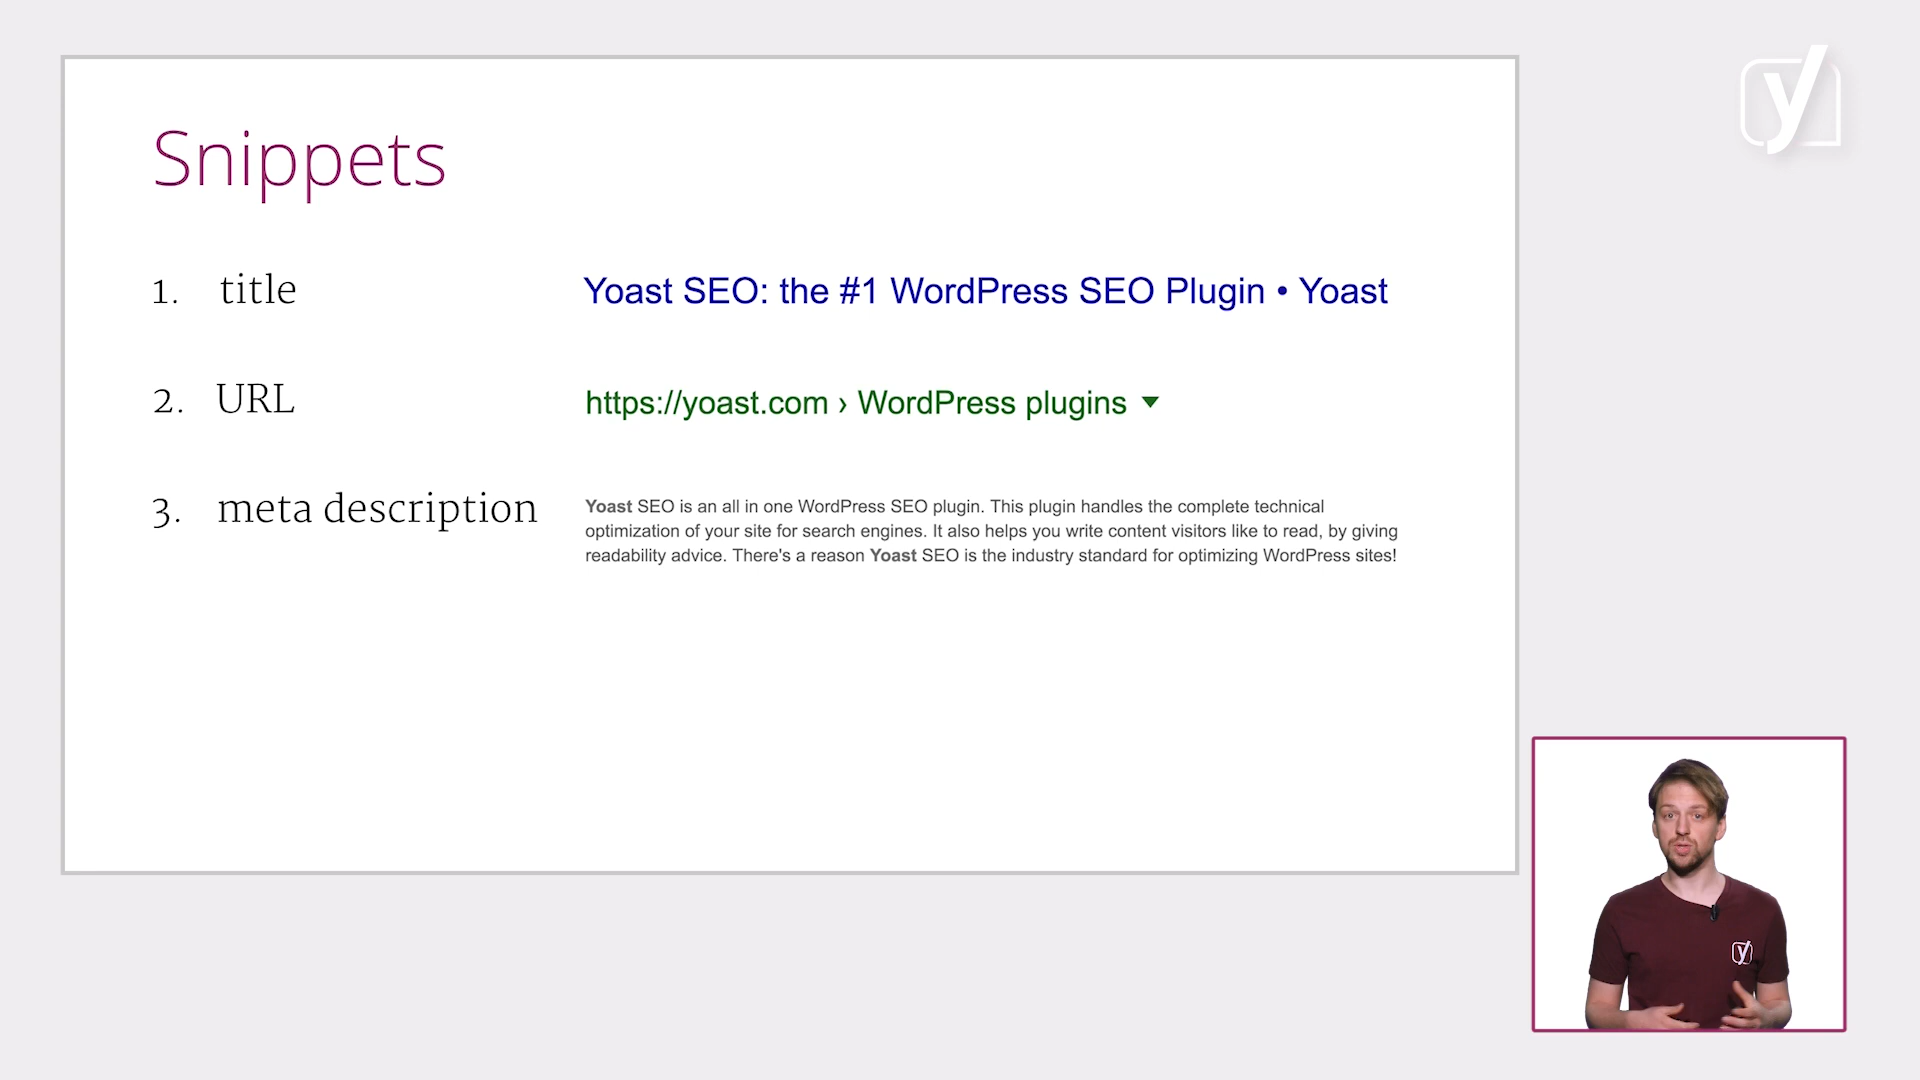 Snippets
1. title
Yoast SEO: the #1 WordPress SEO Plugin • Yoast
2. URL
https://yoast.com › WordPress plugins
3. meta description
Yoast SEO is an all in one WordPress SEO plugin. This plugin handles the complete technical
optimization of your site for search engines. It also helps you write content visitors like to read, by giving
readability advice. There's a reason Yoast SEO is the industry standard for optimizing WordPress sites!
y
y